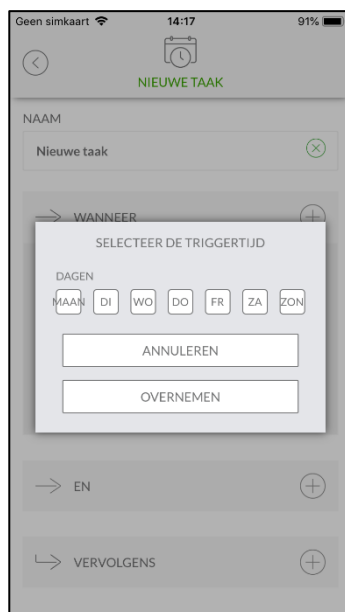 Geen simkaart 14:17 91%
NIEUWE TAAK
NAAM
Nieuwe taak
WANNEER
SELECTEER DE TRIGGERTIJD
DAGEN
MAAN DI WO DO FR ZA ZON
ANNULEREN
OVERNEMEN
EN
VERVOLGENS